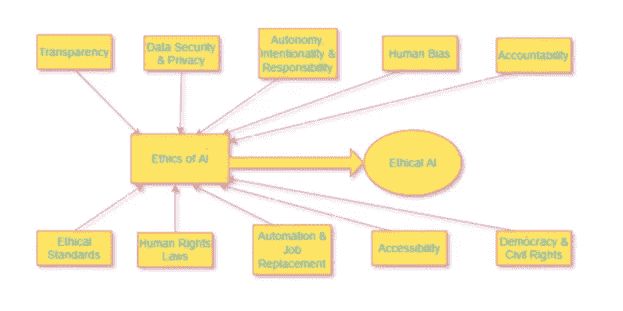 Transparency
Data Security
& Privacy
Autonomy,
Intentionality &
Responsibility
Human Bias
Accountability
Ethics of AI
Ethical AI
Ethical
Standards
Human Rights
Laws
Automation &
Job
Replacement
Accessibility
Democracy &
Civil Rights